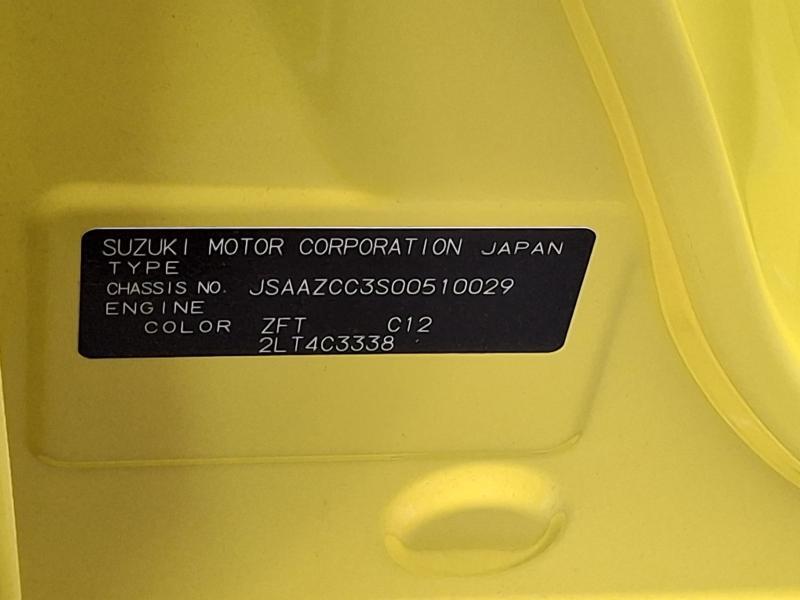 SUZUKI MOTOR CORPORATION JAPAN
TYPE
CHASSIS NO. JSAAZCC3S00510029
ENGINE
COLOR ZFT C12
2LT4C3338